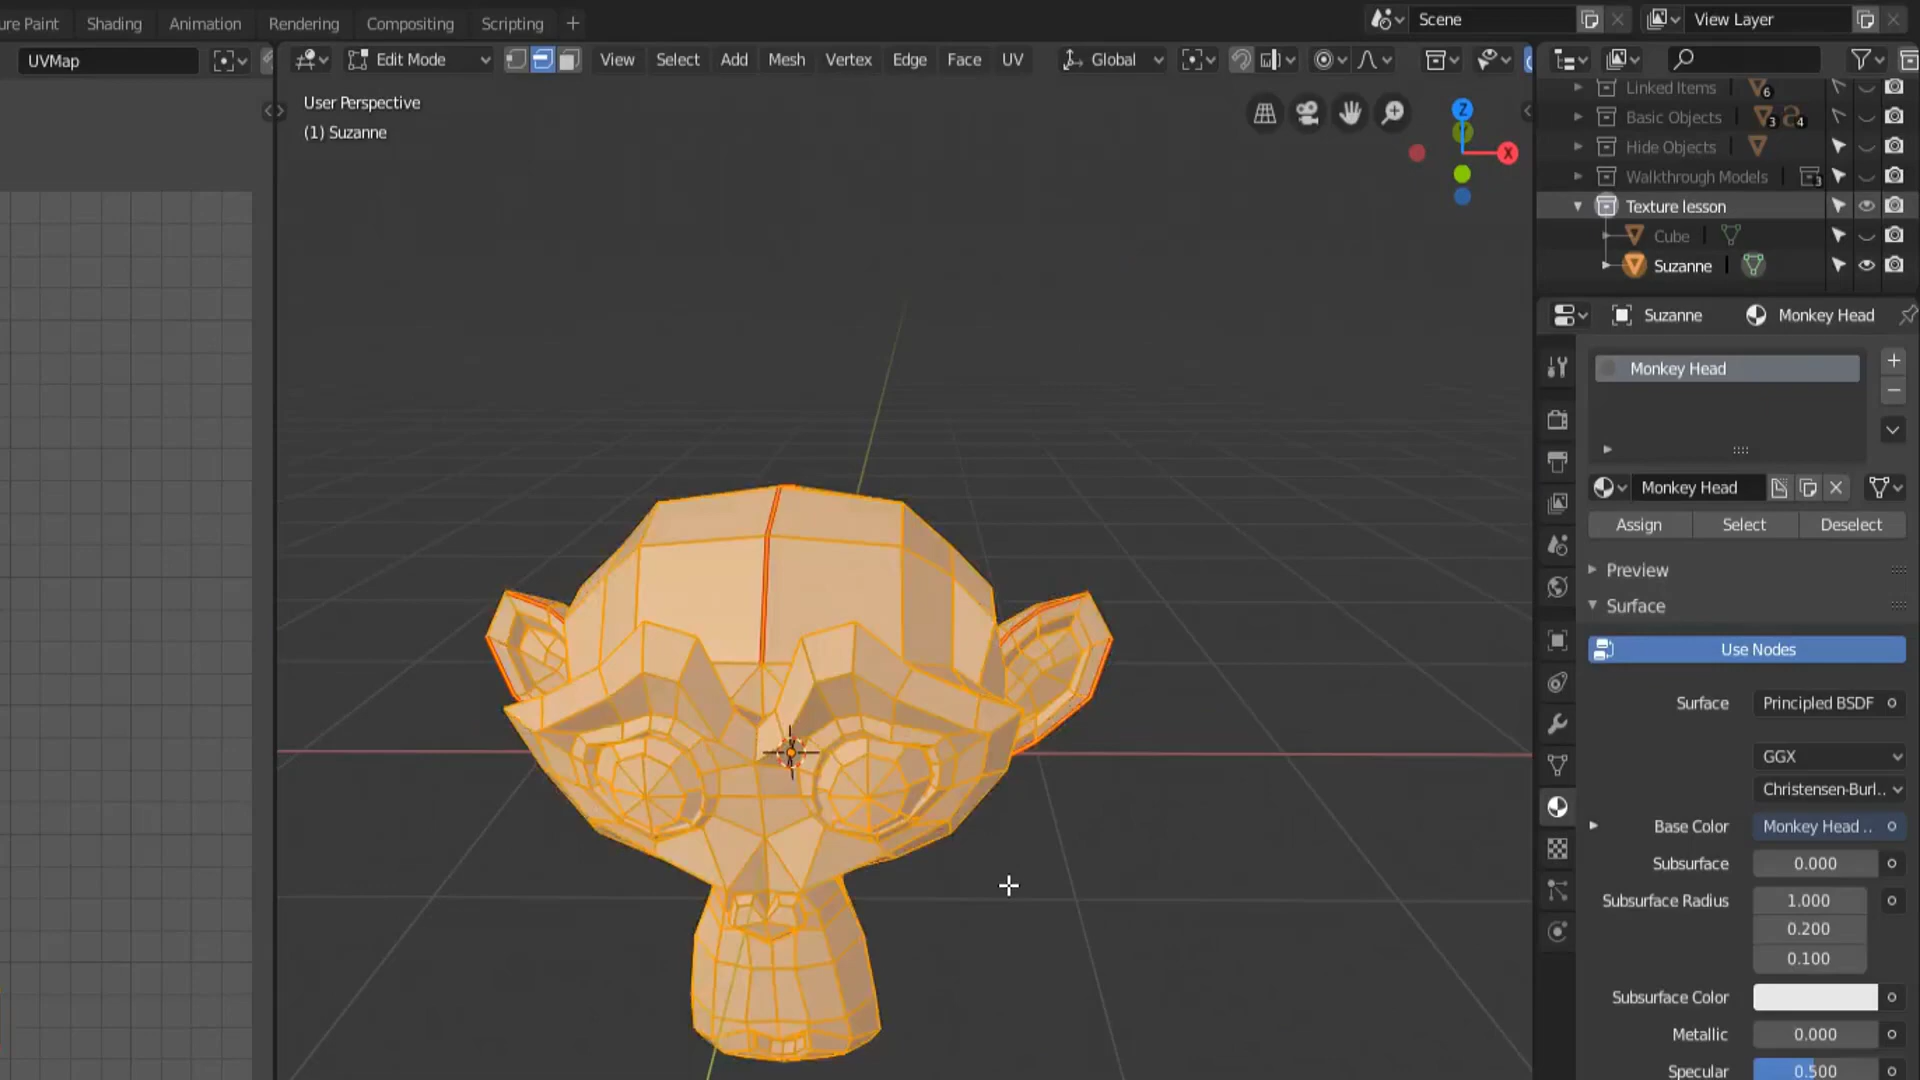 ure Paint Shading Animation Rendering Compositing Scripting +
Scene
View Layer
UVMap
Edit Mode
View Select Add Mesh Vertex Edge Face UV
Global
User Perspective
(1) Suzanne
Z
X
Linked Items 6
Basic Objects 3 4
Hide Objects
Walkthrough Models 3
Texture lesson
Cube
Suzanne
Suzanne Monkey Head
Monkey Head
Monkey Head
Assign Select Deselect
Preview
Surface
Use Nodes
Surface Principled BSDF
GGX
Christensen-Burl..
Base Color Monkey Head ..
Subsurface 0.000
Subsurface Radius 1.000
0.200
0.100
Subsurface Color
Metallic 0.000
Specular 0.500